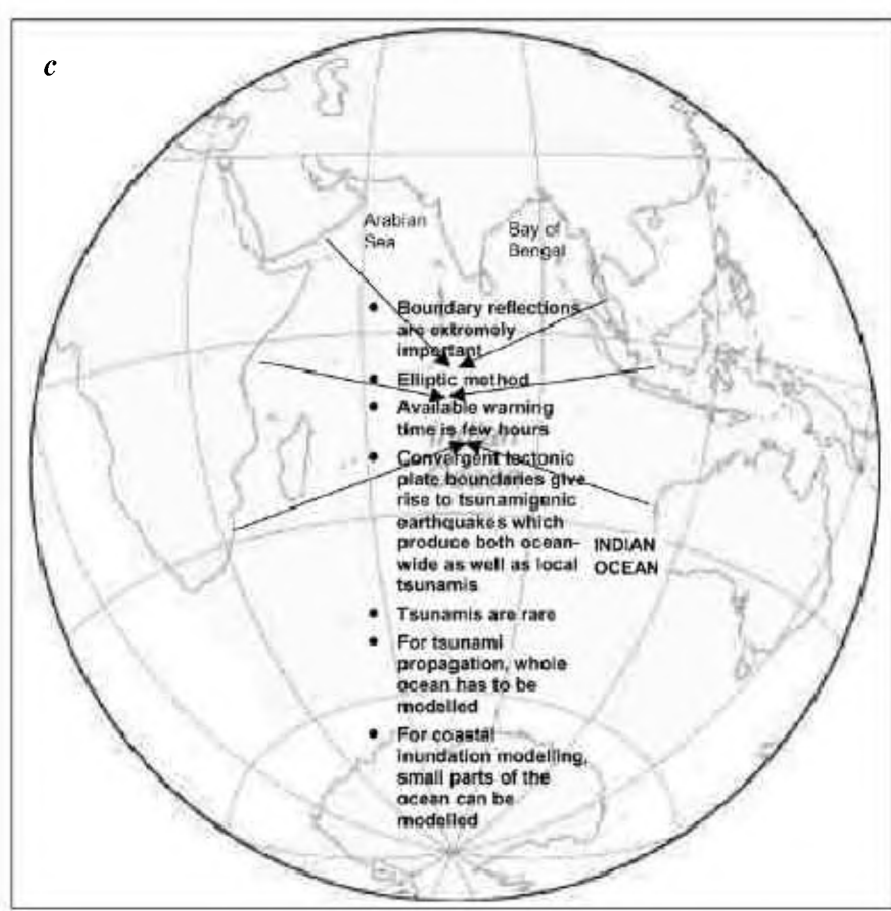 c
Arabian
Sea
Bay of
Bengal
• Boundary reflections
are extremely
important
• Elliptic method
• Available warning
time is few hours
• Convergent tectonic
plate boundaries give
rise to tsunamigenic
earthquakes which
produce both ocean-
wide as well as local
tsunamis
INDIAN
OCEAN
• Tsunamis are rare
• For tsunami
propagation, whole
ocean has to be
modelled
• For coastal
inundation modelling,
small parts of the
ocean can be
modelled